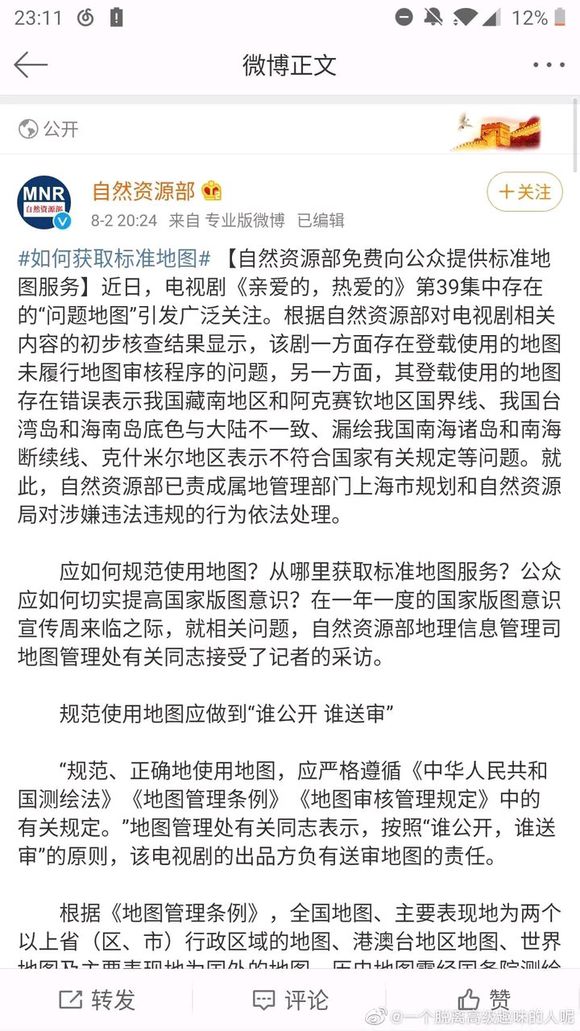 23:11
12%
微博正文
公开
MNR
自然资源部
自然资源部
+关注
8-2 20:24 来自 专业版微博 已编辑
#如何获取标准地图# 【自然资源部免费向公众提供标准地
图服务】近日，电视剧《亲爱的，热爱的》第39集中存在
的“问题地图”引发广泛关注。根据自然资源部对电视剧相关
内容的初步核查结果显示，该剧一方面存在登载使用的地图
未履行地图审核程序的问题，另一方面，其登载使用的地图
存在错误表示我国藏南地区和阿克赛钦地区国界线、我国台
湾岛和海南岛底色与大陆不一致、漏绘我国南海诸岛和南海
断续线、克什米尔地区表示不符合国家有关规定等问题。就
此，自然资源部已责成属地管理部门上海市规划和自然资源
局对涉嫌违法违规的行为依法处理。
应如何规范使用地图？从哪里获取标准地图服务？公众
应如何切实提高国家版图意识？在一年一度的国家版图意识
宣传周来临之际，就相关问题，自然资源部地理信息管理司
地图管理处有关同志接受了记者的采访。
规范使用地图应做到“谁公开 谁送审”
“规范、正确地使用地图，应严格遵循《中华人民共和
国测绘法》《地图管理条例》《地图审核管理规定》中的
有关规定。”地图管理处有关同志表示，按照“谁公开，谁送
审”的原则，该电视剧的出品方负有送审地图的责任。
根据《地图管理条例》，全国地图、主要表现地为两个
以上省（区、市）行政区域的地图、港澳台地区地图、世界
地图及主要表现地为国外的地图、历史地图需经国务院测绘
转发
评论
赞
@一个脱离高级趣味的人呢